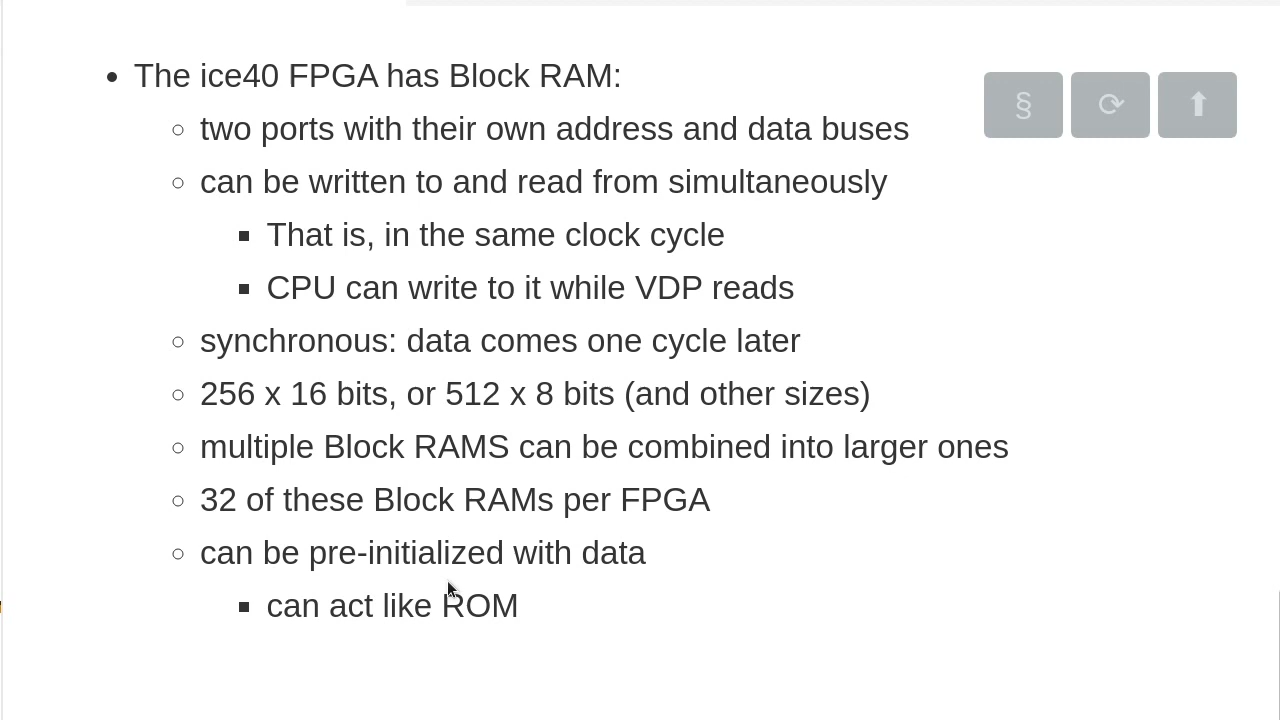 The ice40 FPGA has Block RAM:
§ ⟳ ⬆
two ports with their own address and data buses
can be written to and read from simultaneously
That is, in the same clock cycle
CPU can write to it while VDP reads
synchronous: data comes one cycle later
256 x 16 bits, or 512 x 8 bits (and other sizes)
multiple Block RAMS can be combined into larger ones
32 of these Block RAMs per FPGA
can be pre-initialized with data
can act like ROM